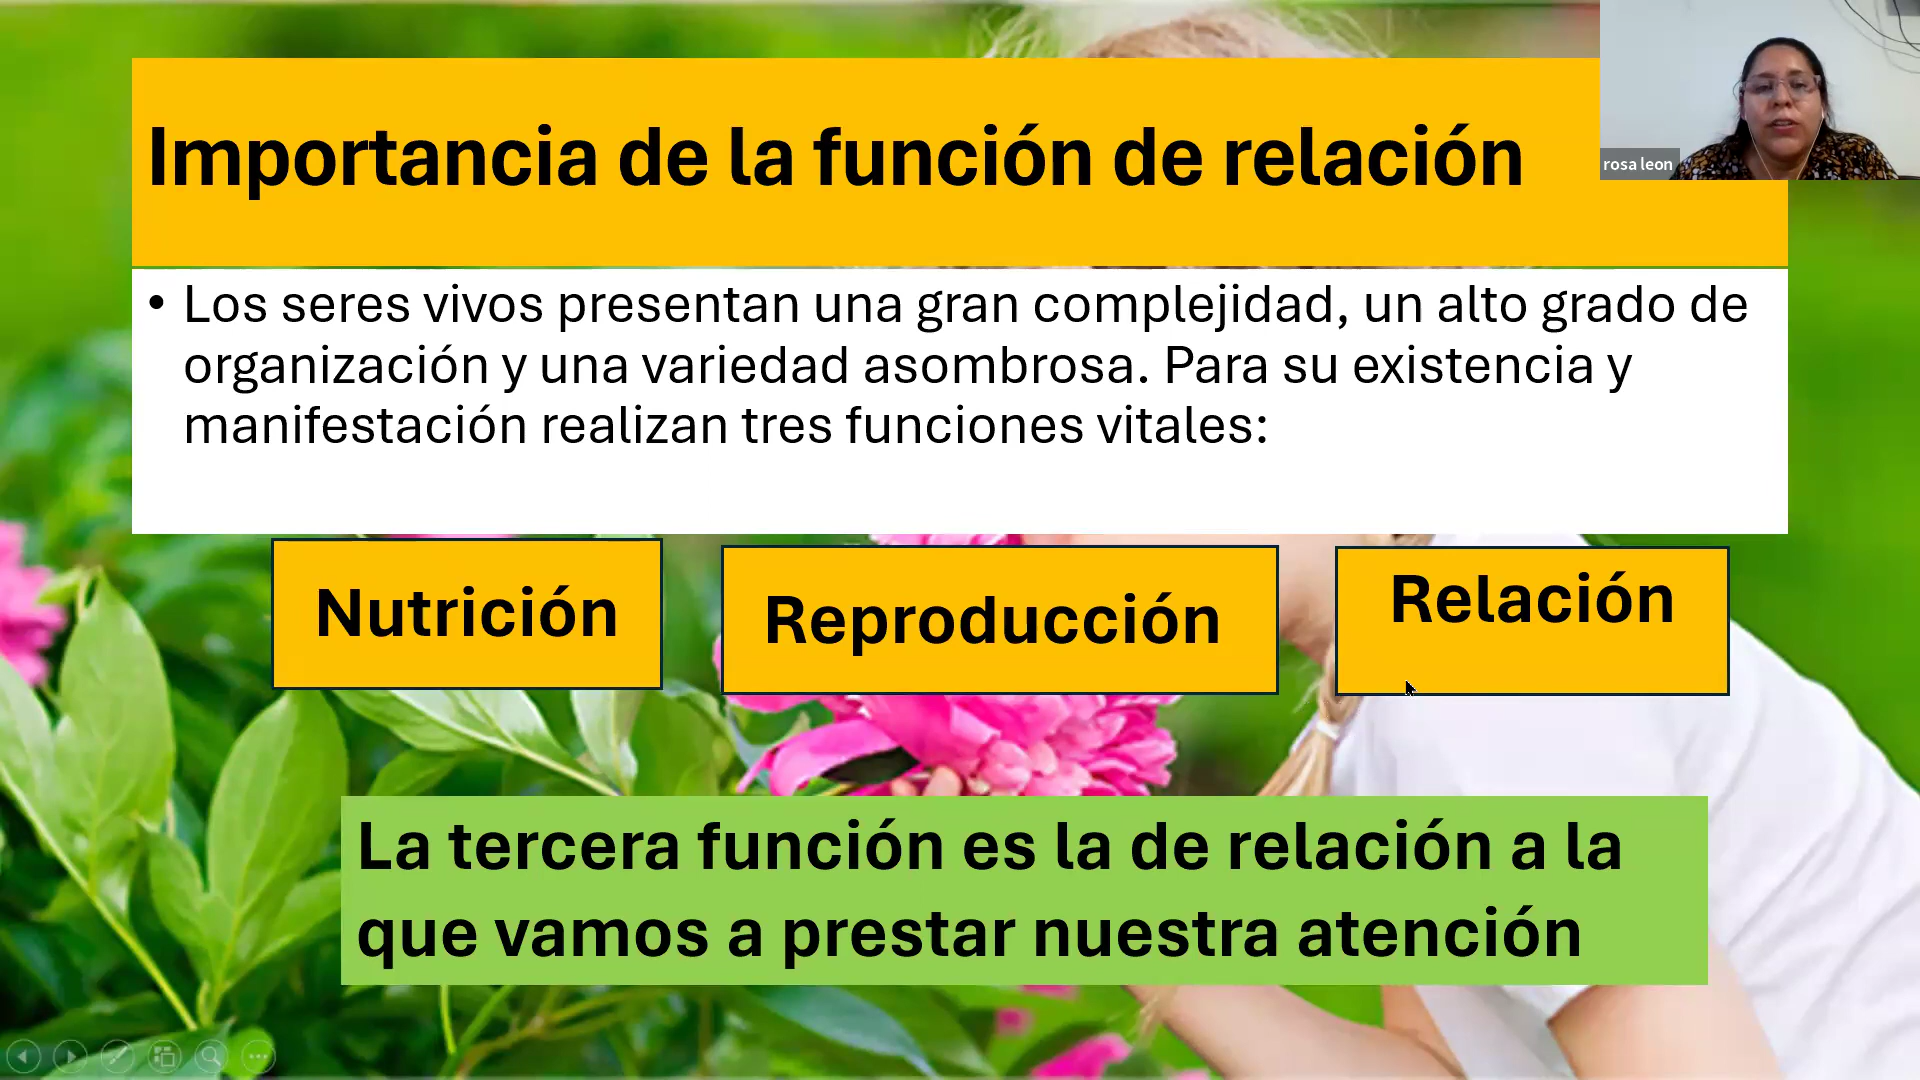 Importancia de la función de relación
rosa leon
• Los seres vivos presentan una gran complejidad, un alto grado de
organización y una variedad asombrosa. Para su existencia y
manifestación realizan tres funciones vitales:
Nutrición
Reproducción
Relación
La tercera función es la de relación a la
que vamos a prestar nuestra atención